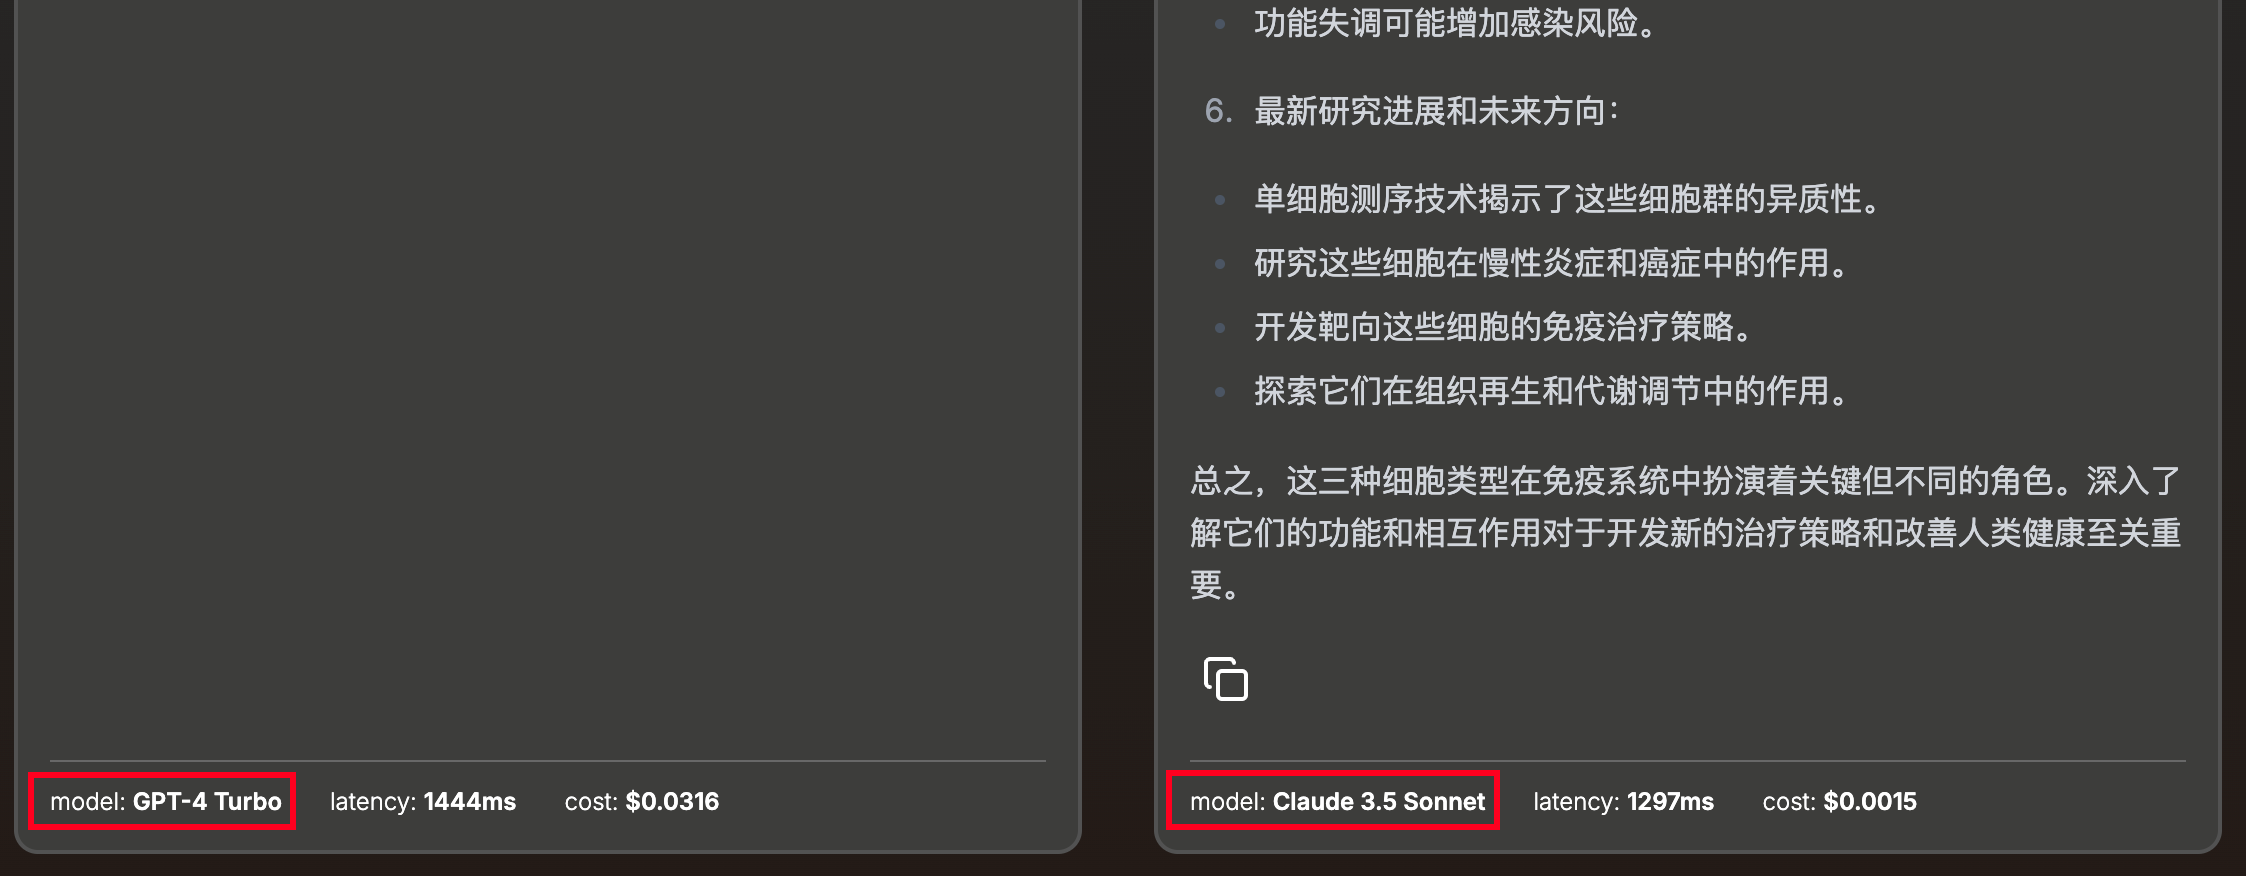 功能失调可能增加感染风险。
6. 最新研究进展和未来方向：
单细胞测序技术揭示了这些细胞群的异质性。
研究这些细胞在慢性炎症和癌症中的作用。
开发靶向这些细胞的免疫治疗策略。
探索它们在组织再生和代谢调节中的作用。
总之，这三种细胞类型在免疫系统中扮演着关键但不同的角色。深入了
解它们的功能和相互作用对于开发新的治疗策略和改善人类健康至关重
要。
model: GPT-4 Turbo latency: 1444ms cost: $0.0316
model: Claude 3.5 Sonnet latency: 1297ms cost: $0.0015